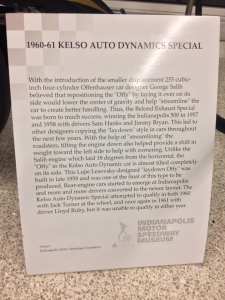 1960-61 KELSO AUTO DYNAMICS SPECIAL
With the introduction of the smaller displacement 255 cubic-
inch four-cylinder Offenhauser car designer George Salih
believed that repositioning the "Offy" by laying it over on its
side would lower the center of gravity and help "streamline" the
car to create better handling. Thus, the Belond Exhaust Special
was born to much success, winning the Indianapolis 500 in 1957
and 1958 with drivers Sam Hanks and Jimmy Bryan. This led to
other designers copying the "laydown" style in cars throughout
the next few years. With the help of "streamlining" the
roadsters, tilting the engine down also helped provide a shift in
weight toward the left side to help with cornering. Unlike the
Salih engine which laid 18 degrees from the horizontal, the
"Offy" in the Kelso Auto Dynamic car is almost tilted completely
on its side. This Lujie Lesovsky-designed "laydown Offy" was
built in late 1959 and was one of the last of this type to be
produced. Rear-engine cars started to emerge at Indianapolis
and more and more drivers converted to the newer layout. The
Kelso Auto Dynamic Special attempted to qualify in both 1960
with Jack Turner at the wheel, and once again in 1961 with
driver Lloyd Ruby, but it was unable to qualify in either year.
INDIANAPOLIS
MOTOR
SPEEDWAY
MUSEUM